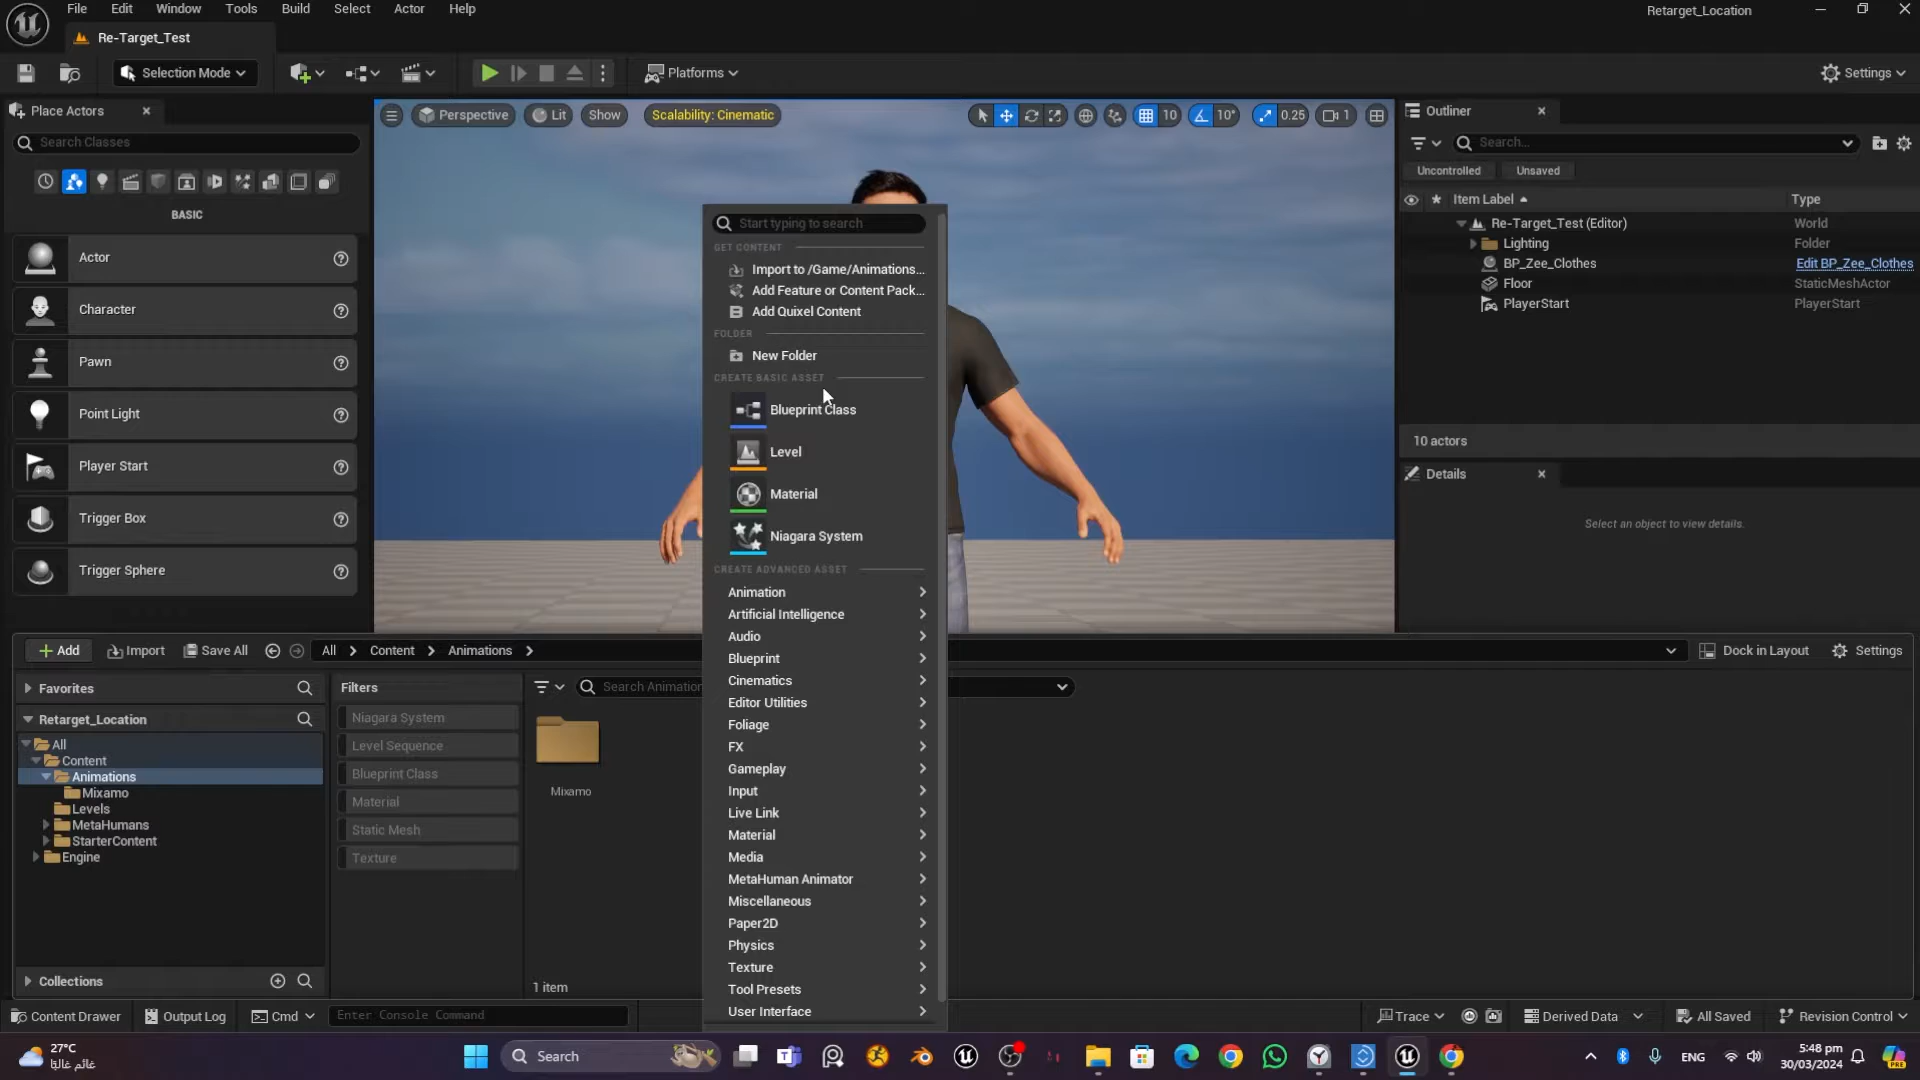 File Edit Window Tools Build Select Actor Help
Retarget_Location
Re-Target_Test
Selection Mode
Platforms
Settings
Place Actors
Search Classes
BASIC
Actor
Character
Pawn
Point Light
Player Start
Trigger Box
Trigger Sphere
Perspective Lit Show Scalability: Cinematic
10 10° 0.25 1
Start typing to search
GET CONTENT
Import to /Game/Animations...
Add Feature or Content Pack...
Add Quixel Content
FOLDER
New Folder
CREATE BASIC ASSET
Blueprint Class
Level
Material
Niagara System
CREATE ADVANCED ASSET
Animation
Artificial Intelligence
Audio
Blueprint
Cinematics
Editor Utilities
Foliage
FX
Gameplay
Input
Live Link
Material
Media
MetaHuman Animator
Miscellaneous
Paper2D
Physics
Texture
Tool Presets
User Interface
Outliner
Search...
Uncontrolled Unsaved
Item Label Type
Re-Target_Test (Editor) World
Lighting Folder
BP_Zee_Clothes Edit BP_Zee_Clothes
Floor StaticMeshActor
PlayerStart PlayerStart
10 actors
Details
Select an object to view details.
Add Import Save All All Content Animations
Dock in Layout Settings
Favorites
Retarget_Location
All
Content
Animations
Mixamo
Levels
MetaHumans
StarterContent
Engine
Collections
Filters
Niagara System
Level Sequence
Blueprint Class
Material
Static Mesh
Texture
Search Animation
Mixamo
1 item
Content Drawer Output Log Cmd Enter Console Command
Trace Derived Data All Saved Revision Control
27°C
غائم غالبًا
Search
ENG
5:48 pm
30/03/2024
PRE